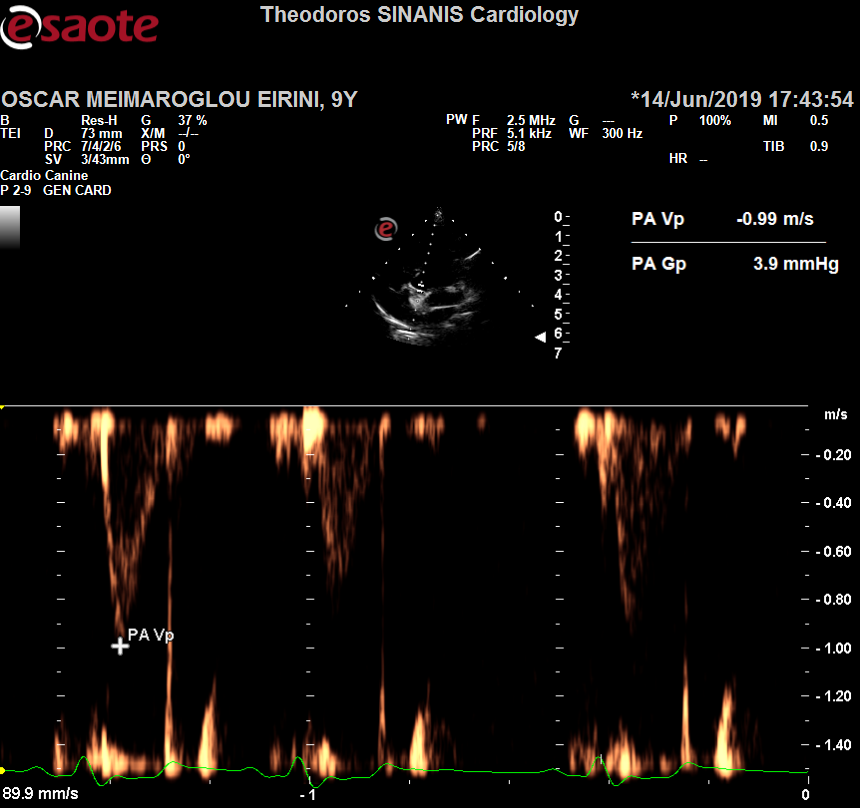 esaote
Theodoros SINANIS Cardiology
OSCAR MEIMAROGLOU EIRINI, 9Y *14/Jun/2019 17:43:54
B Res-H G 37 % PW F 2.5 MHz G --- P 100% MI 0.5
TEI D 73 mm X/M --/-- PRF 5.1 kHz WF 300 Hz
PRC 7/4/2/6 PRS 0 PRC 5/8 TIB 0.9
SV 3/43mm Θ 0° HR --
Cardio Canine
P 2-9 GEN CARD
e
0
1
2
3
4
5
6
7
PA Vp -0.99 m/s
PA Gp 3.9 mmHg
m/s
- 0.20
- 0.40
- 0.60
- 0.80
PA Vp
- 1.00
- 1.20
- 1.40
89.9 mm/s -1 0